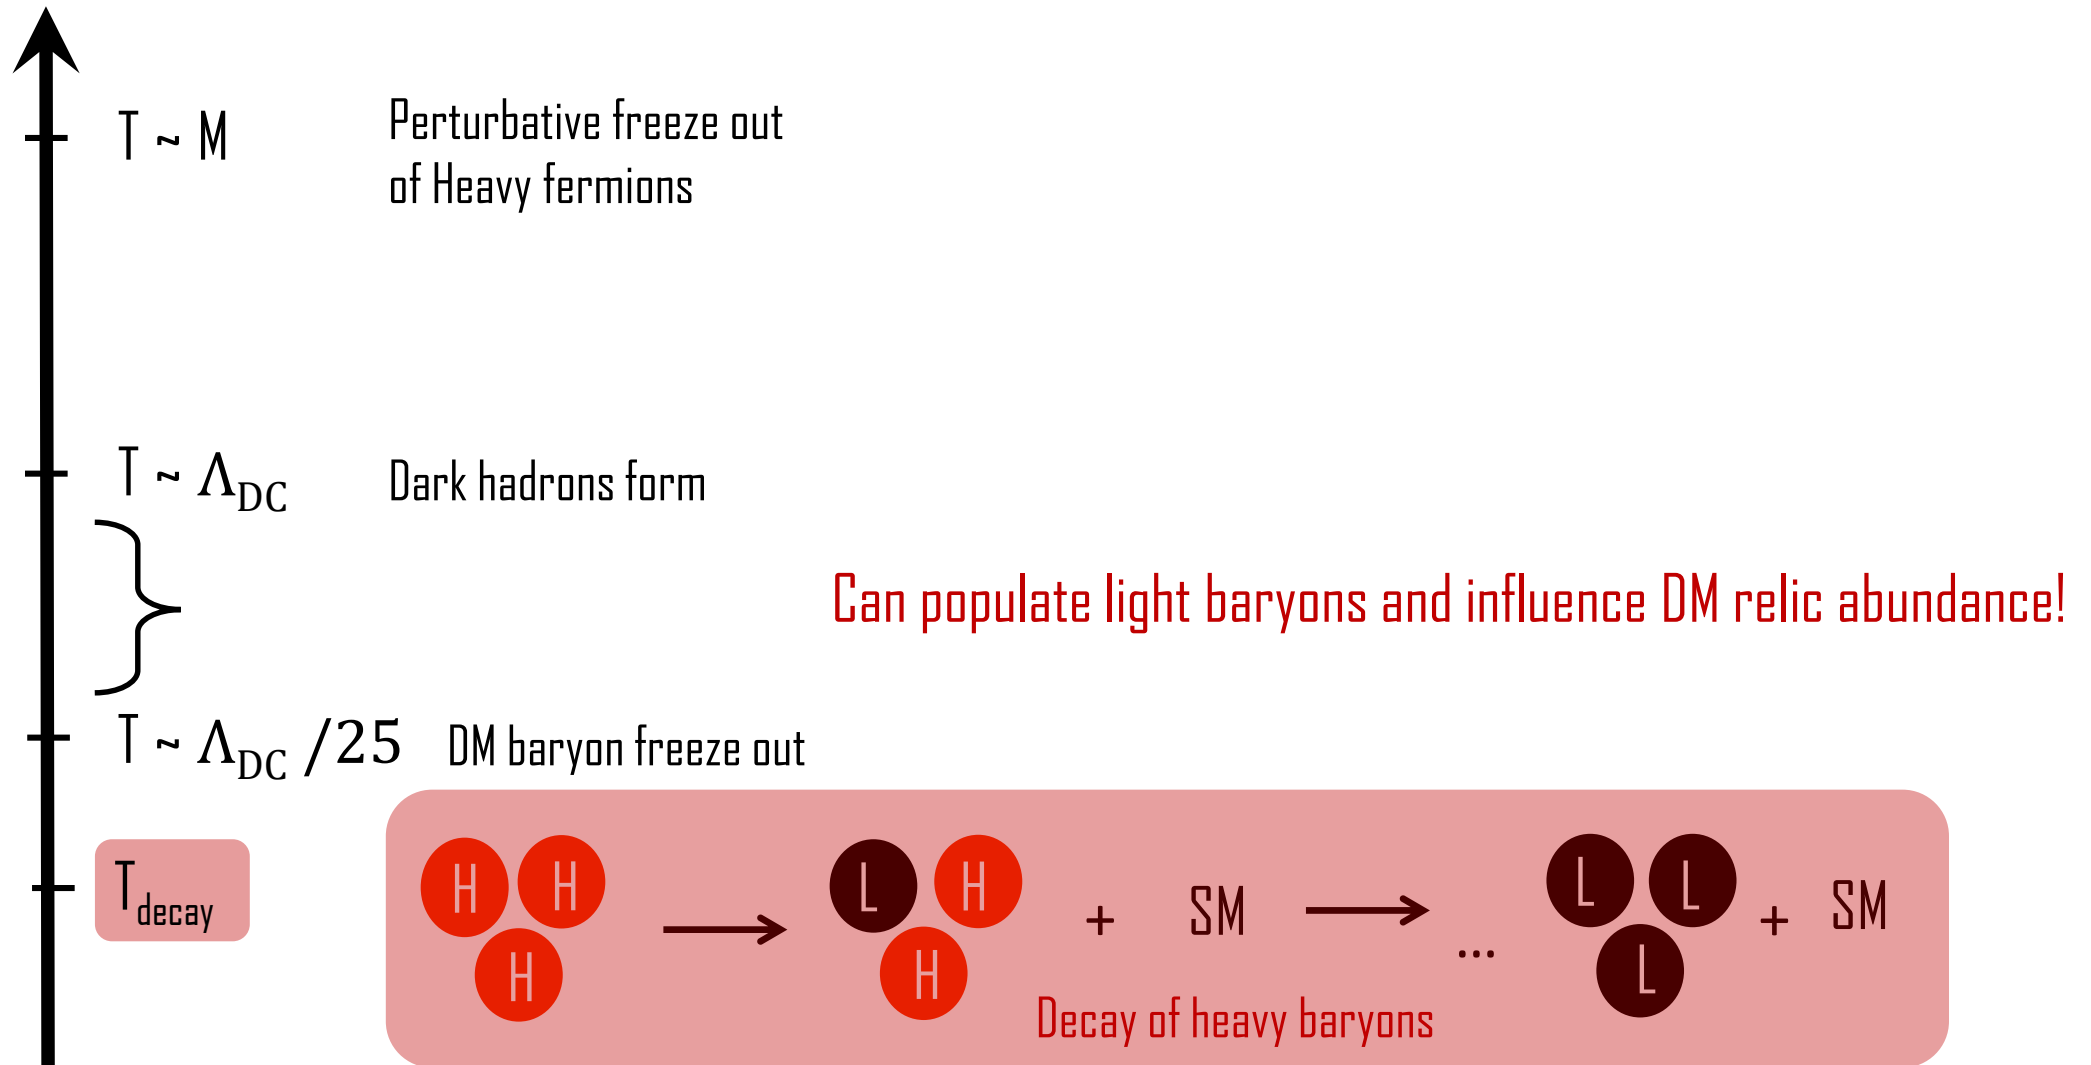 T ~ M
Perturbative freeze out
of Heavy fermions
T ~ Λ_DC
Dark hadrons form
Can populate light baryons and influence DM relic abundance!
T ~ Λ_DC /25
DM baryon freeze out
T_decay
H H H
L H H
+ SM
...
L L L
+ SM
Decay of heavy baryons